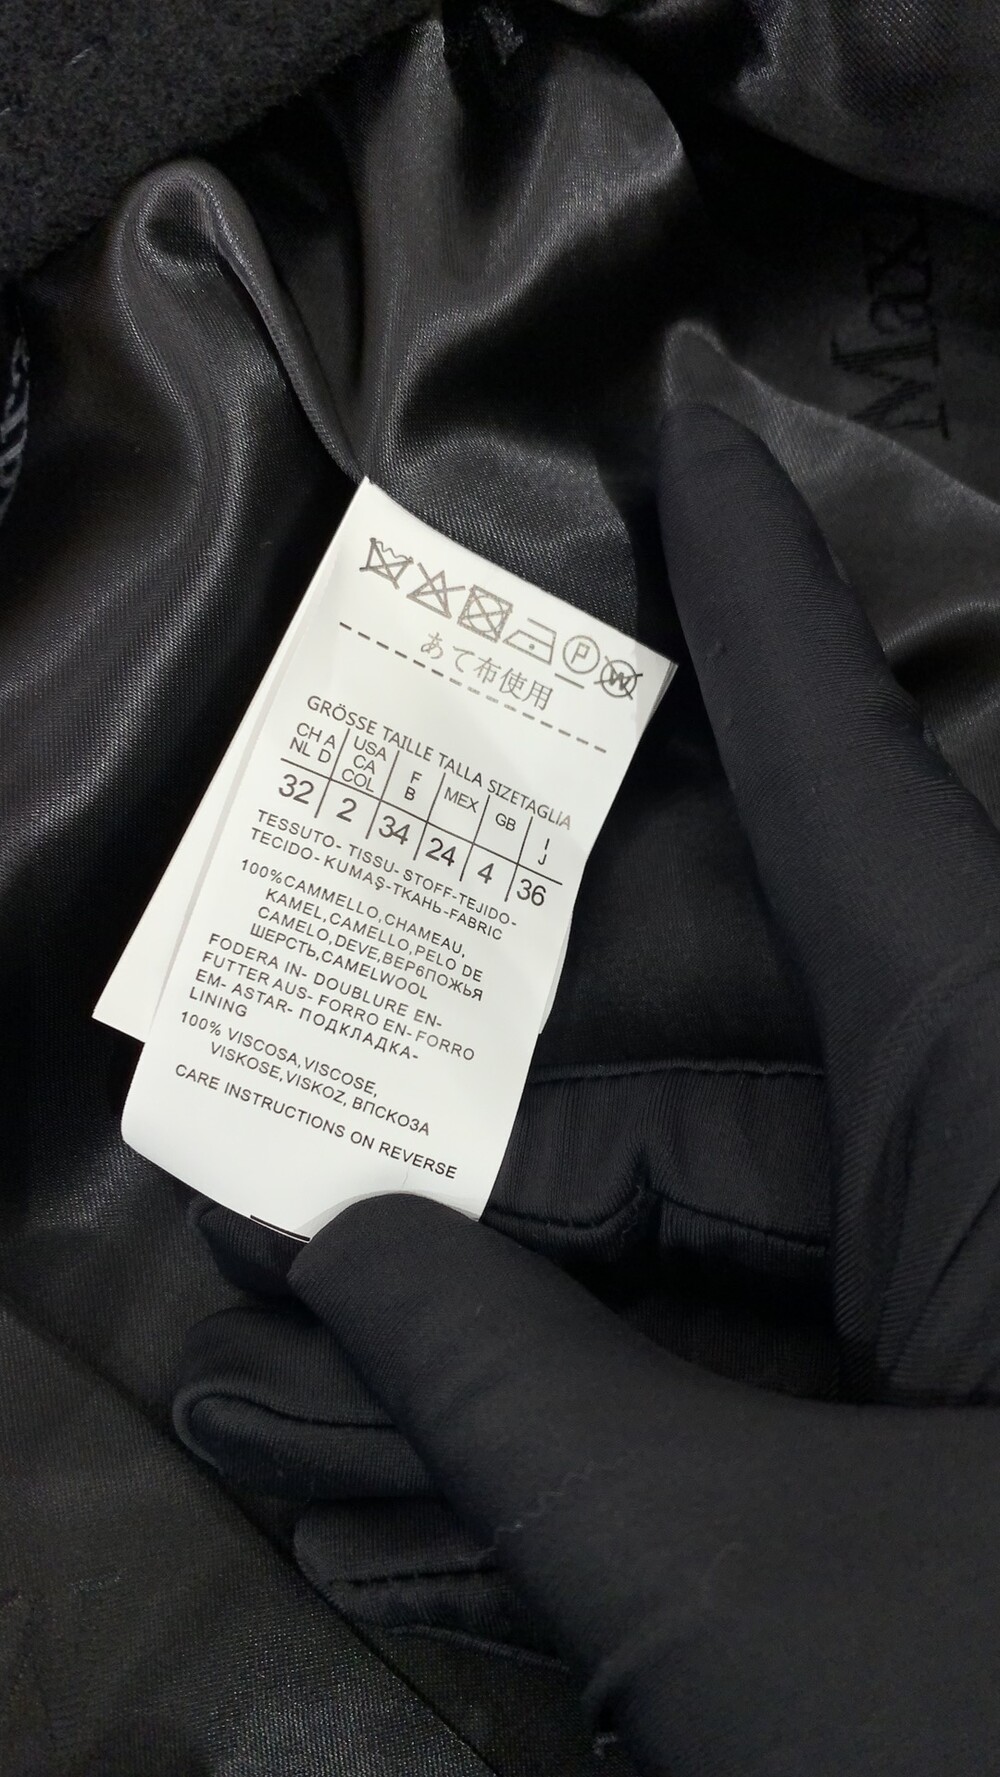 P W
あて布使用
GRÖSSE TAILLE TALLA SIZETAGLIA
CH A NL D USA CA COL F B MEX GB I J
32 2 34 24 4 36
TESSUTO- TISSU- STOFF-TEJIDO-
TECIDO-KUMAŞ-TKAHЬ-FABRIC
100%CAMMELLO,CHAMEAU,
KAMEL,CAMELLO,PELO DE
CAMELO,DEVE,ВЕР6ПОЖЬЯ
ШЕРСТЬ,CAMELWOOL
FODERA IN- DOUBLURE EN-
FUTTER AUS- FORRO EN-FORRO
EM- ASTAR- ПОДКЛАДКА-
LINING
100% VISCOSA,VISCOSE,
VISKOSE,VISKOZ,ВПСКОЗА
CARE INSTRUCTIONS ON REVERSE